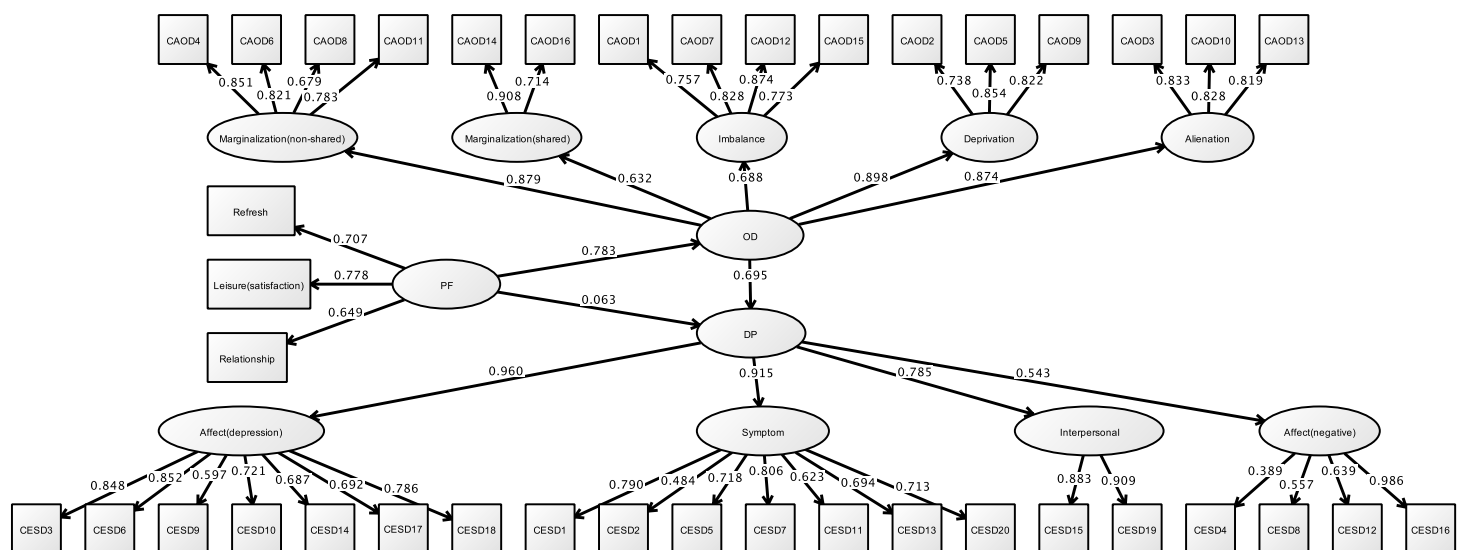 CAOD4 CAOD6 CAOD8 CAOD11 CAOD14 CAOD16 CAOD1 CAOD7 CAOD12 CAOD15 CAOD2 CAOD5 CAOD9 CAOD3 CAOD10 CAOD13
0.851 0.821 0.679 0.783 0.908 0.714 0.757 0.828 0.874 0.773 0.738 0.854 0.822 0.833 0.828 0.819
Marginalization(non-shared) Marginalization(shared) Imbalance Deprivation Alienation
0.879 0.632 0.688 0.898 0.874
Refresh
0.707
OD
0.783
0.695
Leisure(satisfaction)
0.778
PF
0.063
0.649
DP
Relationship
0.960 0.915 0.785 0.543
Affect(depression) Symptom Interpersonal Affect(negative)
0.848 0.852 0.597 0.721 0.687 0.692 0.786 0.790 0.484 0.718 0.806 0.623 0.694 0.713 0.883 0.909 0.389 0.557 0.639 0.986
CESD3 CESD6 CESD9 CESD10 CESD14 CESD17 CESD18 CESD1 CESD2 CESD5 CESD7 CESD11 CESD13 CESD20 CESD15 CESD19 CESD4 CESD8 CESD12 CESD16